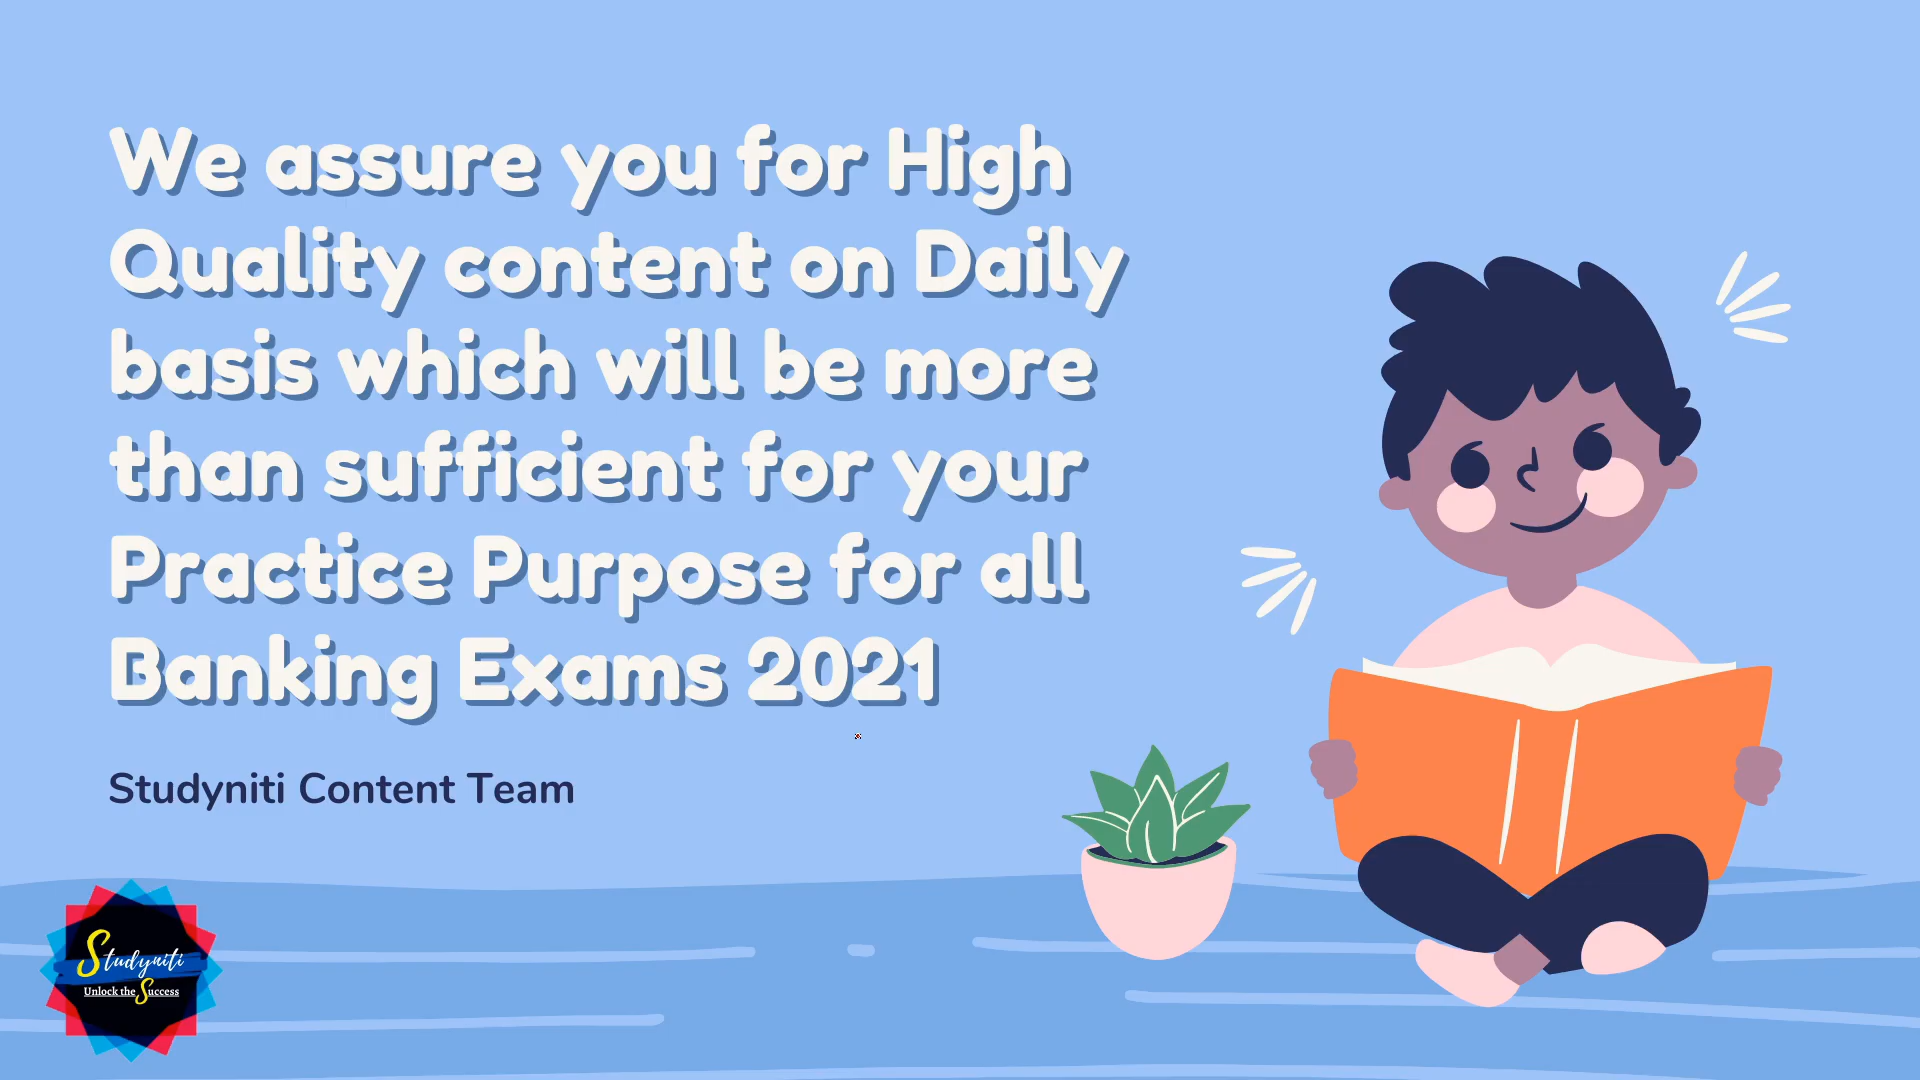 We assure you for High
Quality content on Daily
basis which will be more
than sufficient for your
Practice Purpose for all
Banking Exams 2021
Studyniti Content Team
Studyniti
Unlock the Success